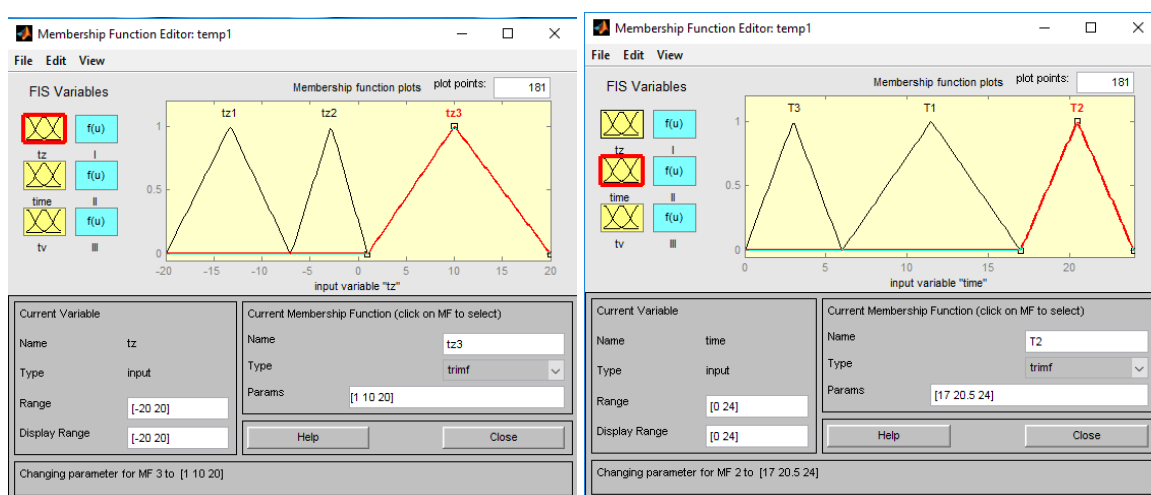 Membership Function Editor: temp1
File Edit View
FIS Variables
Membership function plots plot points: 181
tz
time
tv
f(u)
I
f(u)
II
f(u)
III
tz1 tz2 tz3
1
0.5
0
-20 -15 -10 -5 0 5 10 15 20
input variable "tz"
Current Variable
Name tz
Type input
Range [-20 20]
Display Range [-20 20]
Current Membership Function (click on MF to select)
Name tz3
Type trimf
Params [1 10 20]
Help Close
Changing parameter for MF 3 to [1 10 20]
Membership Function Editor: temp1
File Edit View
FIS Variables
Membership function plots plot points: 181
tz
time
tv
f(u)
I
f(u)
II
f(u)
III
T3 T1 T2
1
0.5
0
0 5 10 15 20
input variable "time"
Current Variable
Name time
Type input
Range [0 24]
Display Range [0 24]
Current Membership Function (click on MF to select)
Name T2
Type trimf
Params [17 20.5 24]
Help Close
Changing parameter for MF 2 to [17 20.5 24]